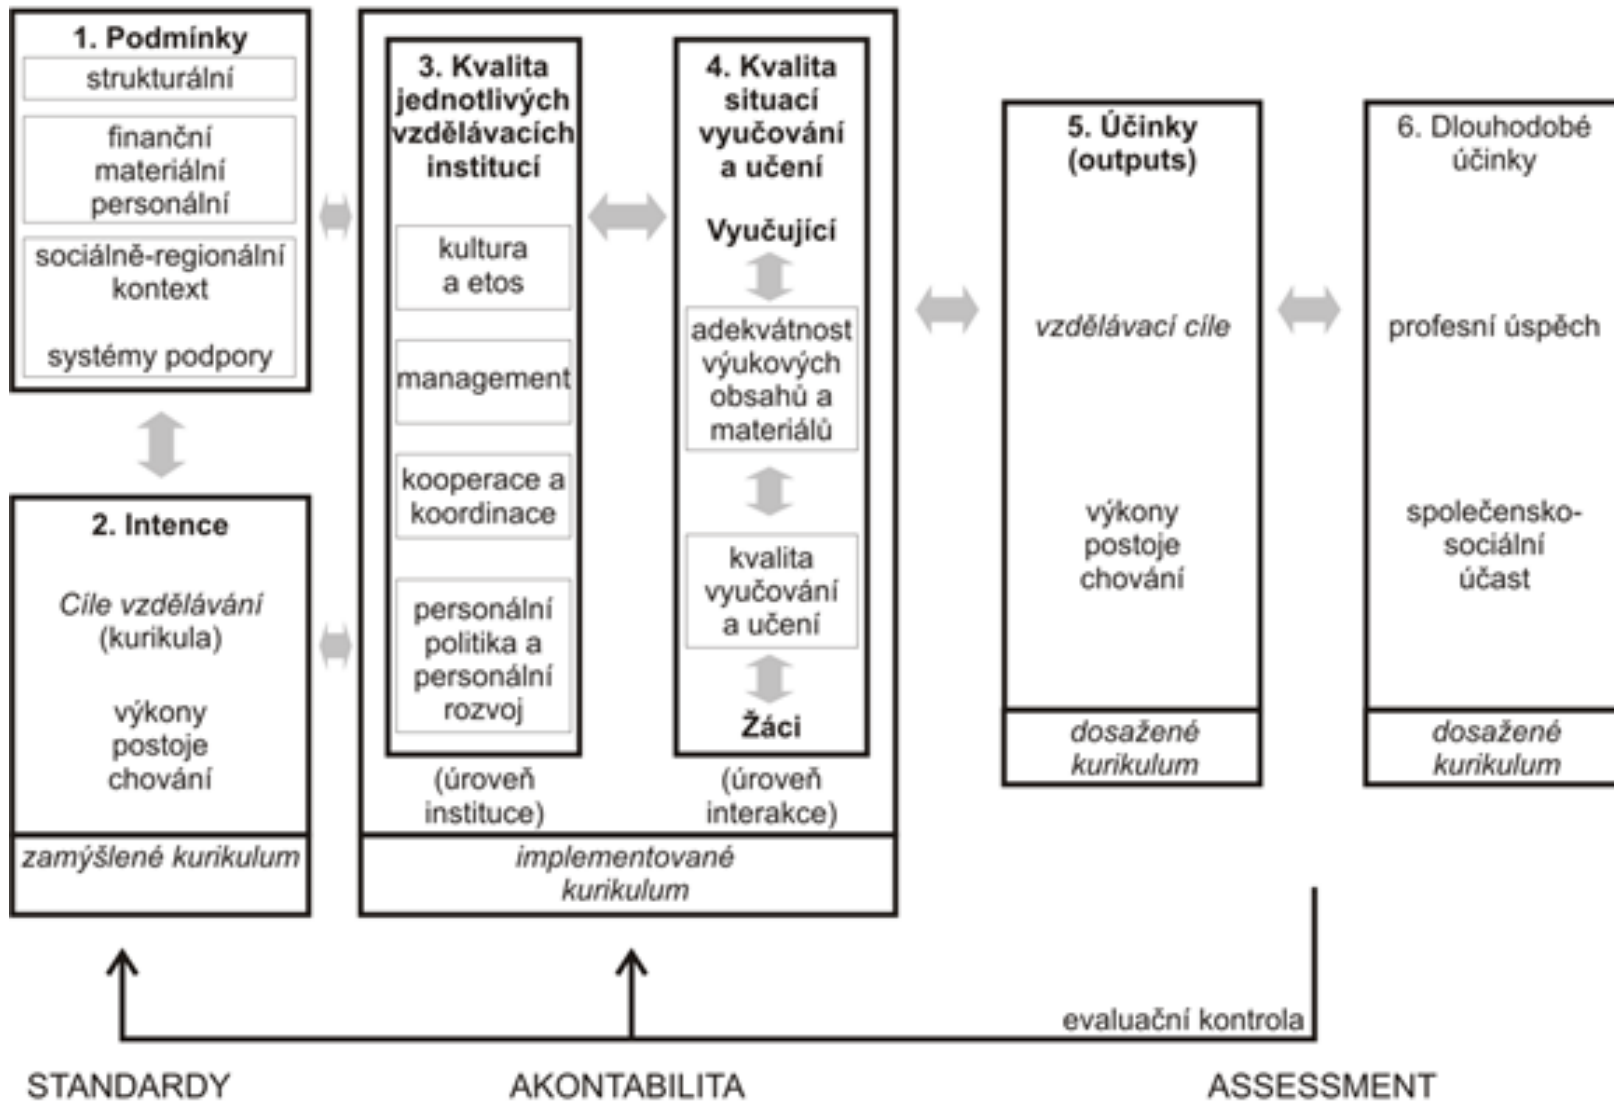 1. Podmínky
strukturální
finanční
materiální
personální
sociálně-regionální
kontext
systémy podpory
2. Intence
Cíle vzdělávání
(kurikula)
výkony
postoje
chování
zamýšlené kurikulum
3. Kvalita
jednotlivých
vzdělávacích
institucí
kultura
a etos
management
kooperace a
koordinace
personální
politika a
personální
rozvoj
(úroveň
instituce)
4. Kvalita
situací
vyučování
a učení
Vyučující
adekvátnost
výukových
obsahů a
materiálů
kvalita
vyučování
a učení
Žáci
(úroveň
interakce)
implementované
kurikulum
5. Účinky
(outputs)
vzdělávací cíle
výkony
postoje
chování
dosažené
kurikulum
6. Dlouhodobé
účinky
profesní úspěch
společensko-
sociální
účast
dosažené
kurikulum
evaluační kontrola
STANDARDY
AKONTABILITA
ASSESSMENT